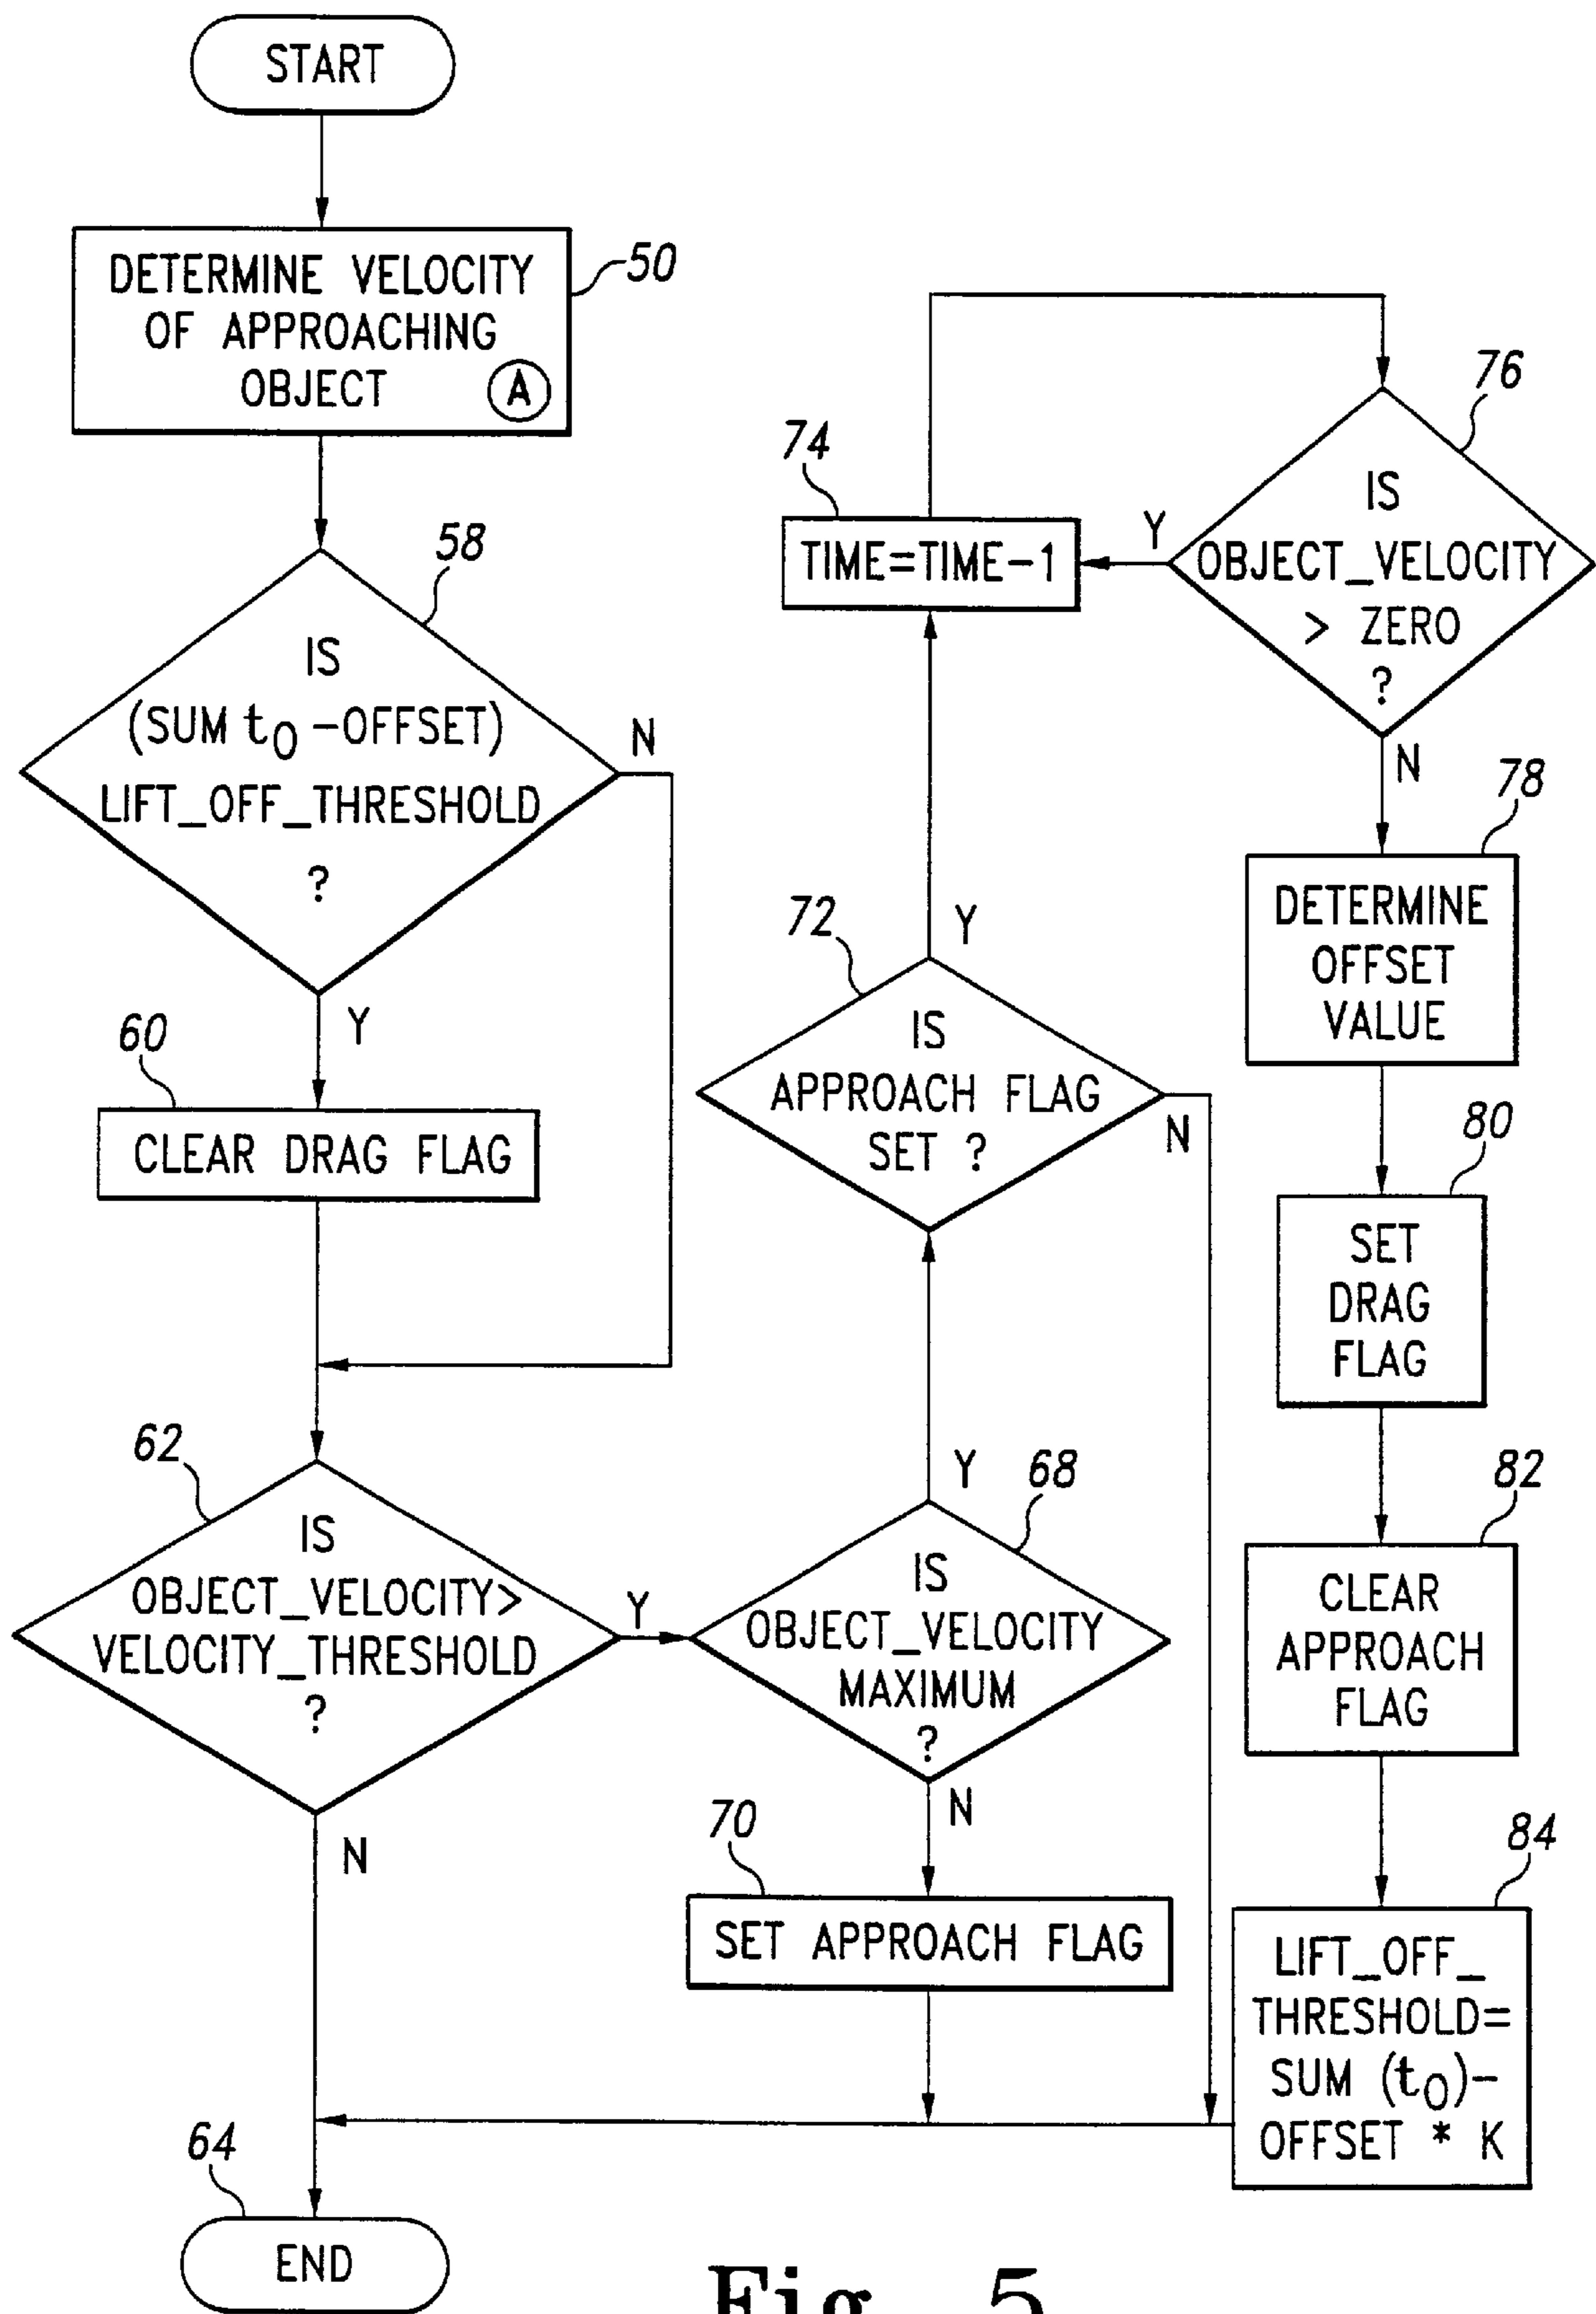 START
DETERMINE VELOCITY
OF APPROACHING
OBJECT
A
50
58
IS
(SUM t0 -OFFSET)
LIFT_OFF_THRESHOLD
?
N
Y
60
CLEAR DRAG FLAG
62
IS
OBJECT_VELOCITY>
VELOCITY_THRESHOLD
?
Y
N
64
END
68
IS
OBJECT_VELOCITY
MAXIMUM
?
Y
N
70
SET APPROACH FLAG
72
IS
APPROACH FLAG
SET ?
Y
N
74
TIME=TIME-1
76
IS
OBJECT_VELOCITY
> ZERO
?
Y
N
78
DETERMINE
OFFSET
VALUE
80
SET
DRAG
FLAG
82
CLEAR
APPROACH
FLAG
84
LIFT_OFF_
THRESHOLD=
SUM (t0)-
OFFSET * K
Fig. 5